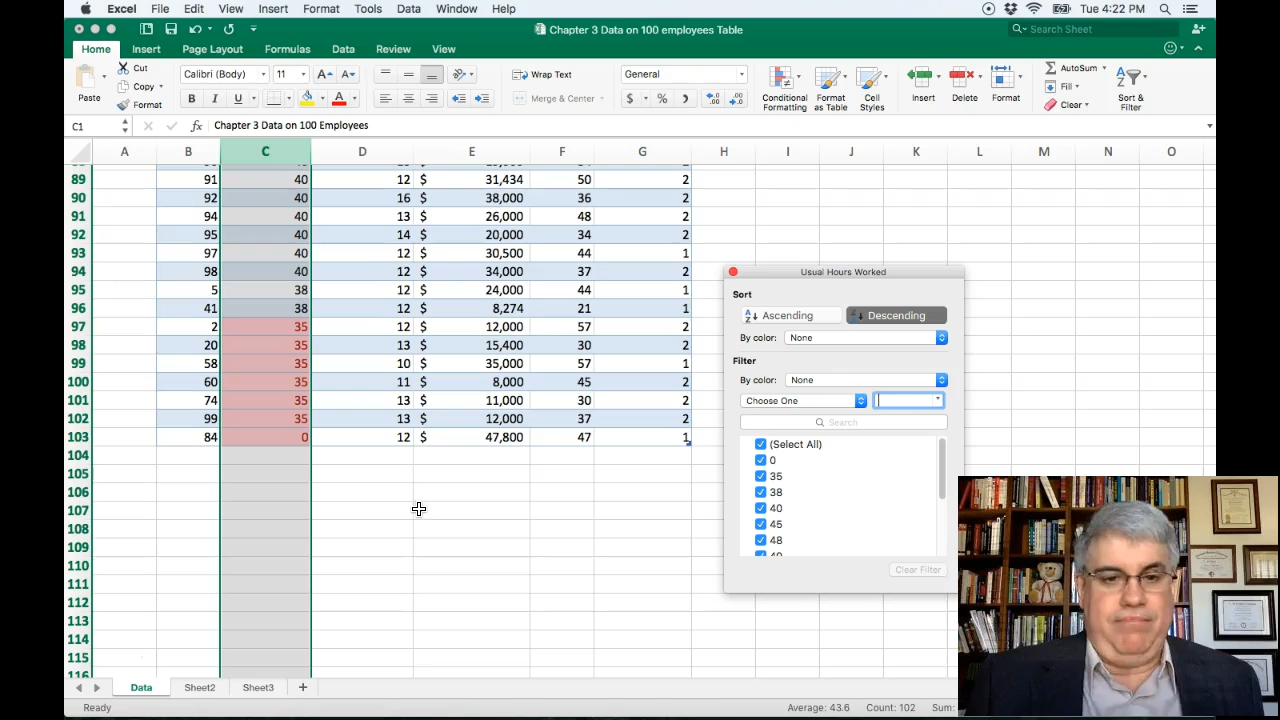 Excel File Edit View Insert Format Tools Data Window Help Tue 4:22 PM
Chapter 3 Data on 100 employees Table Search Sheet
Home Insert Page Layout Formulas Data Review View
Paste Cut Copy Format Calibri (Body) 11 A A B I U A Wrap Text Merge & Center General $ % Conditional Formatting Format as Table Cell Styles Insert Delete Format AutoSum Fill Clear Sort & Filter
C1 fx Chapter 3 Data on 100 Employees
A B C D E F G H I J K L M N O
89 91 40 12 $ 31,434 50 2
90 92 40 16 $ 38,000 36 2
91 94 40 13 $ 26,000 48 2
92 95 40 14 $ 20,000 34 2
93 97 40 12 $ 30,500 44 1
94 98 40 12 $ 34,000 37 2
95 5 38 12 $ 24,000 44 1
96 41 38 12 $ 8,274 21 1
97 2 35 12 $ 12,000 57 2
98 20 35 13 $ 15,400 30 2
99 58 35 10 $ 35,000 57 1
100 60 35 11 $ 8,000 45 2
101 74 35 13 $ 11,000 30 2
102 99 35 13 $ 12,000 37 2
103 84 0 12 $ 47,800 47 1
104
105
106
107
108
109
110
111
112
113
114
115
116
Usual Hours Worked
Sort
Ascending Descending
By color: None
Filter
By color: None
Choose One
Search
(Select All)
0
35
38
40
45
48
49
Clear Filter
Data Sheet2 Sheet3 +
Ready Average: 43.6 Count: 102 Sum: